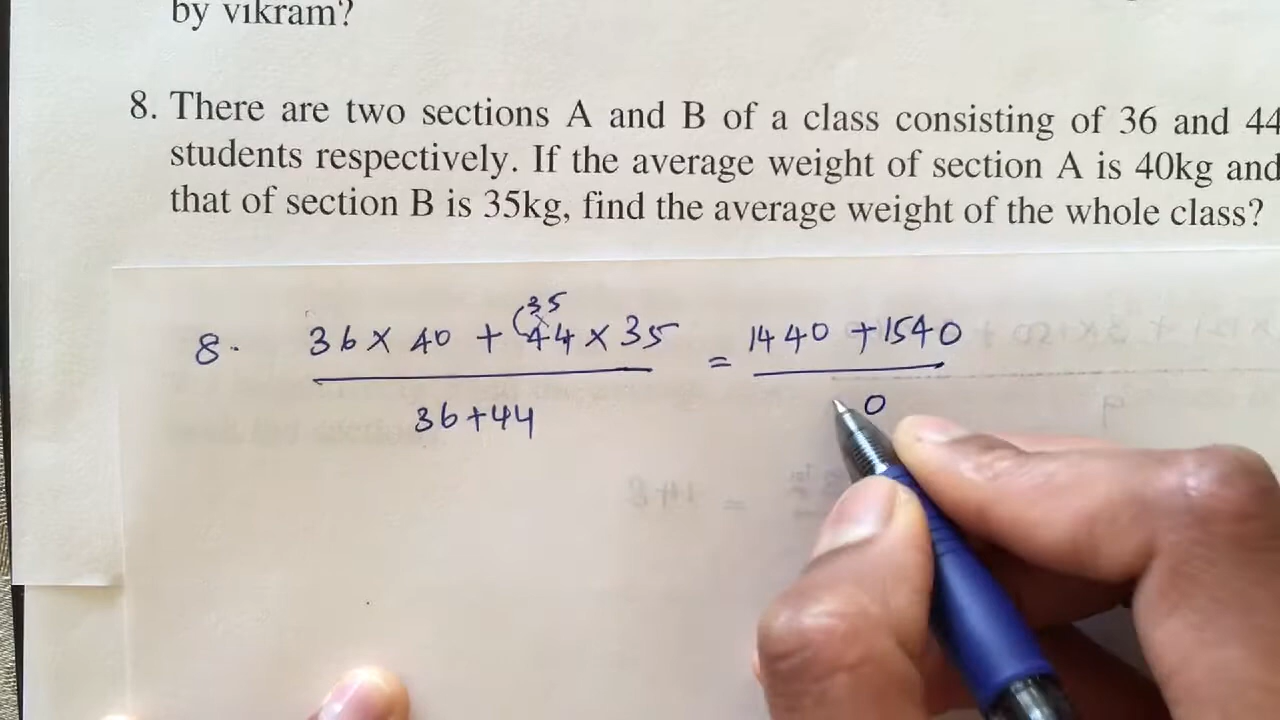 by vikram?
8. There are two sections A and B of a class consisting of 36 and 44
students respectively. If the average weight of section A is 40kg and
that of section B is 35kg, find the average weight of the whole class?
35
8. 36 × 40 + (44 × 35 = 1440 + 1540
36+44 0